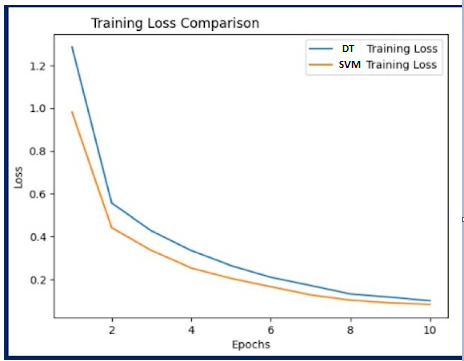 Training Loss Comparison
DT Training Loss
SVM Training Loss
1.2
1.0
0.8
0.6
0.4
0.2
Loss
2 4 6 8 10
Epochs